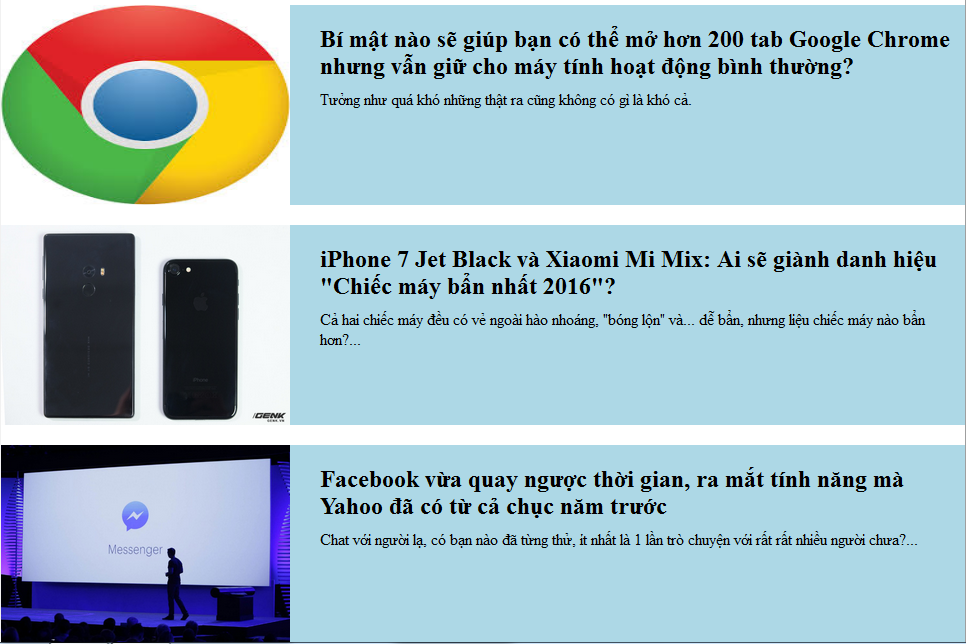 Bí mật nào sẽ giúp bạn có thể mở hơn 200 tab Google Chrome
nhưng vẫn giữ cho máy tính hoạt động bình thường?
Tưởng như quá khó những thật ra cũng không có gì là khó cả.
iPhone 7 Jet Black và Xiaomi Mi Mix: Ai sẽ giành danh hiệu
"Chiếc máy bẩn nhất 2016"?
Cả hai chiếc máy đều có vẻ ngoài hào nhoáng, "bóng lộn" và... dễ bẩn, nhưng liệu chiếc máy nào bẩn
hơn?...
iPhone
GENK
GENK.VN
Facebook vừa quay ngược thời gian, ra mắt tính năng mà
Yahoo đã có từ cả chục năm trước
Chat với người lạ, có bạn nào đã từng thử, ít nhất là 1 lần trò chuyện với rất rất nhiều người chưa?...
Messenger